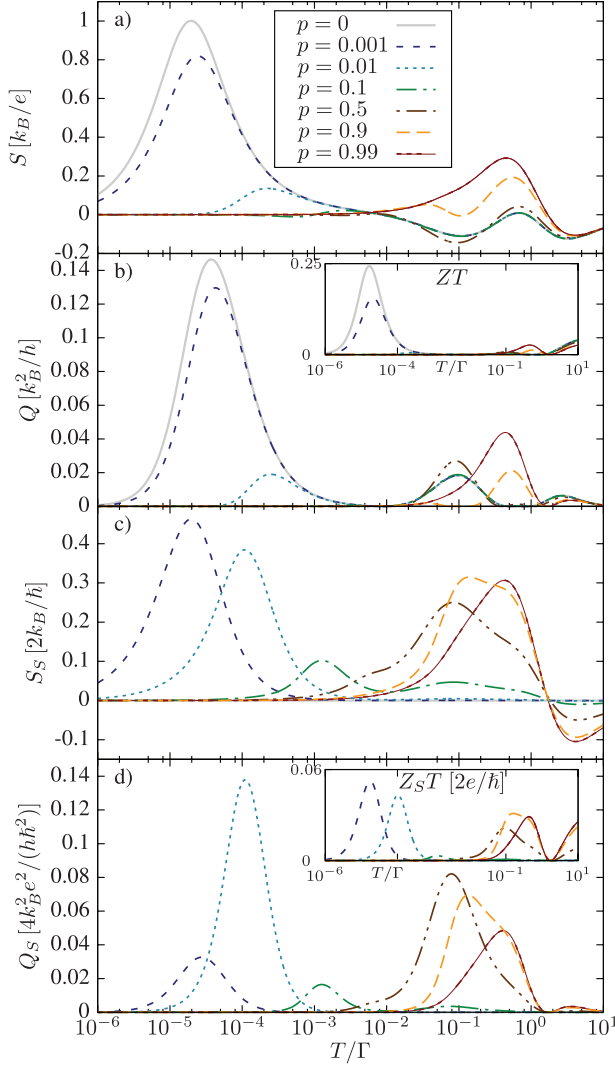 a)
p = 0
p = 0.001
p = 0.01
p = 0.1
p = 0.5
p = 0.9
p = 0.99
S [k_B/e]
1
0.8
0.6
0.4
0.2
0
-0.2
b)
Q [k_B^2/h]
0.14
0.12
0.1
0.08
0.06
0.04
0.02
0
ZT
0.25
0
10^−6
10^−4
T/Γ
10^−1
10^1
c)
S_S [2k_B/ℏ]
0.4
0.3
0.2
0.1
0
-0.1
d)
Q_S [4k_B^2e^2/(hℏ^2)]
0.14
0.12
0.1
0.08
0.06
0.04
0.02
0
Z_ST [2e/ℏ]
0.06
0
10^−6
T/Γ
10^−4
10^−1
10^1
10^−6
10^−5
10^−4
10^−3
10^−2
10^−1
10^0
10^1
T/Γ